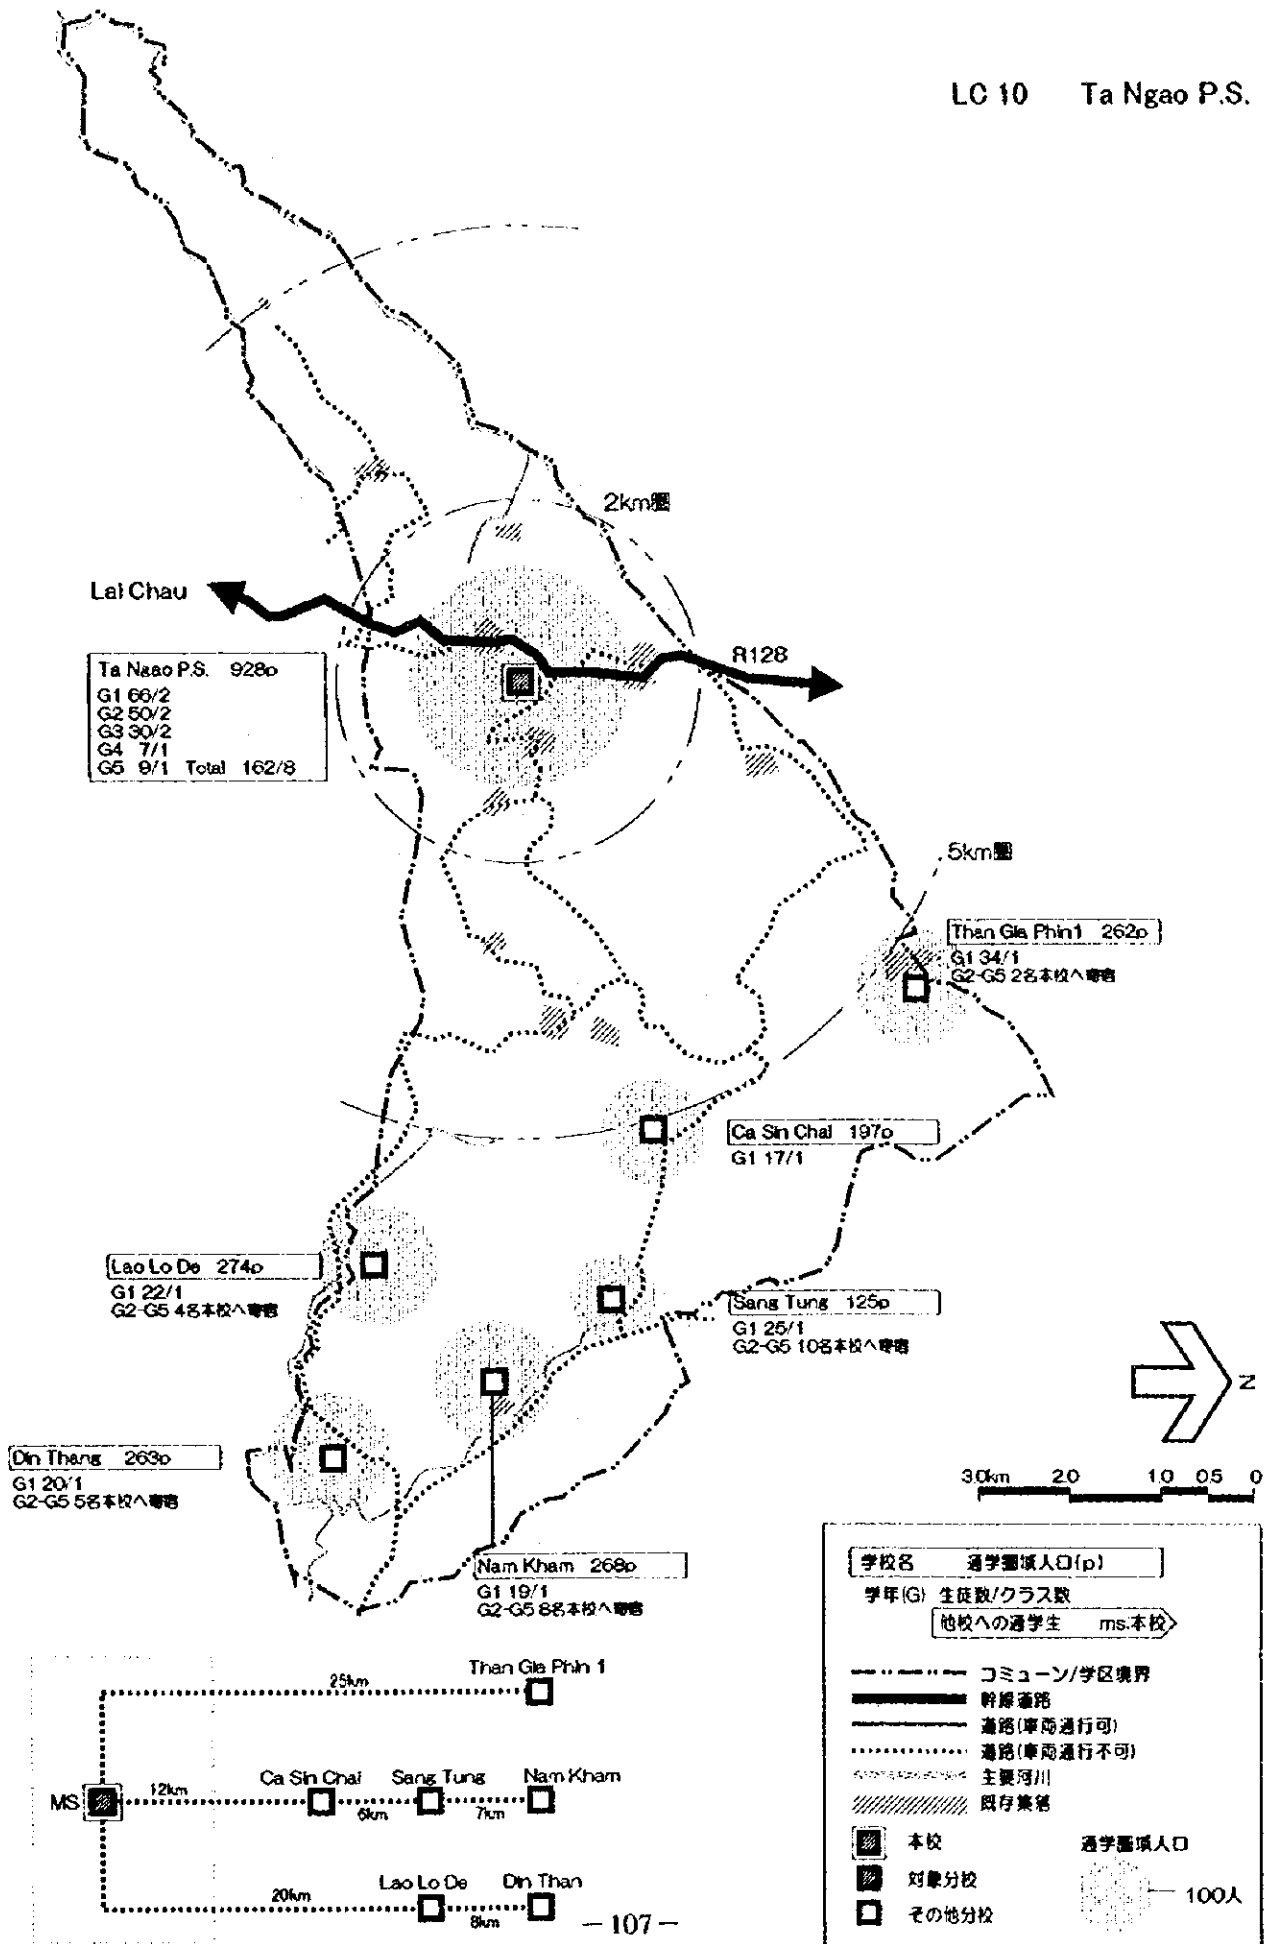 LC 10 Ta Ngao P.S.
2km圏
Lai Chau
R128
Ta Ngao P.S. 928p
G1 66/2
G2 50/2
G3 30/2
G4 7/1
G5 9/1 Total 162/8
5km圏
Than Gia Phin1 262p
G1 34/1
G2-G5 2名本校へ寄宿
Ca Sin Chai 197p
G1 17/1
Lao Lo De 274p
G1 22/1
G2-G5 4名本校へ寄宿
Sang Tung 125p
G1 25/1
G2-G5 10名本校へ寄宿
N
Din Thang 263p
G1 20/1
G2-G5 5名本校へ寄宿
3.0km 2.0 1.0 0.5 0
Nam Kham 268p
G1 19/1
G2-G5 8名本校へ寄宿
学校名 通学圏域人口(p)
学年(G) 生徒数/クラス数
他校への通学生 ms.本校
コミューン/学区境界
幹線道路
道路(車両通行可)
道路(車両通行不可)
主要河川
既存集落
本校
対象分校
その他分校
通学圏域人口
100人
Than Gia Phin 1
25km
MS
12km
Ca Sin Chai
6km
Sang Tung
7km
Nam Kham
20km
Lao Lo De
8km
Din Than
-107-